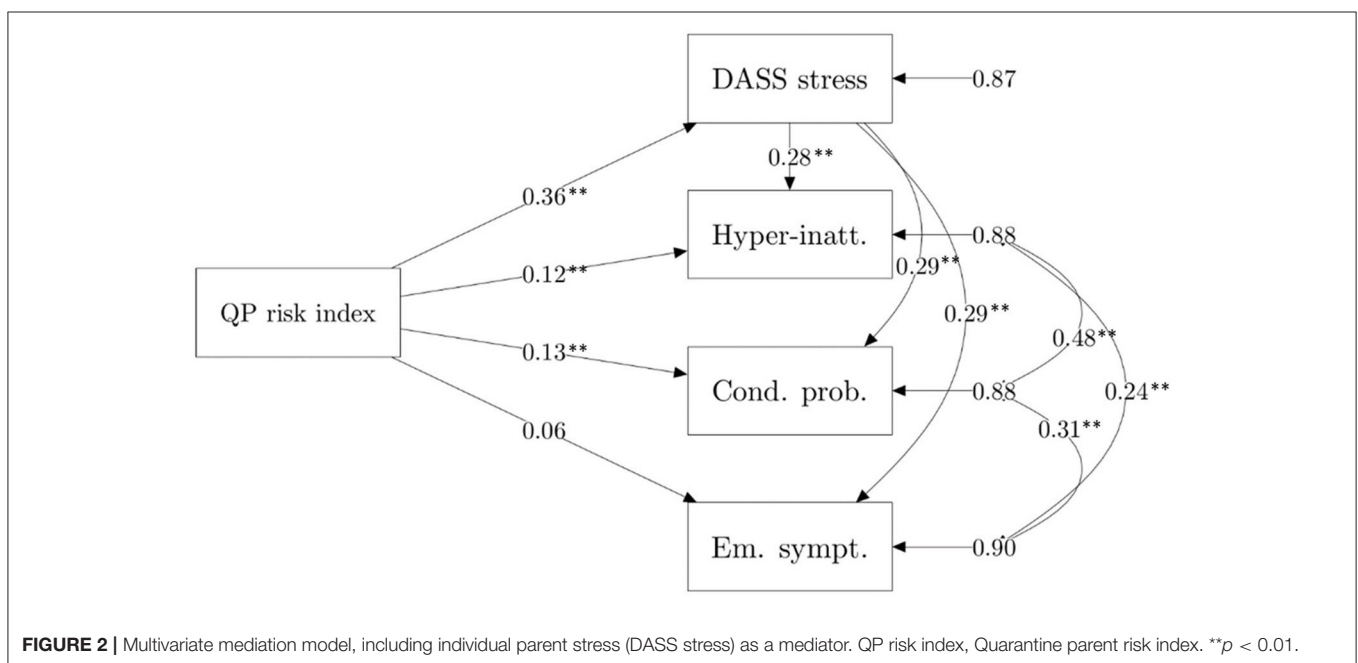 DASS stress
0.87
0.28**
0.36**
Hyper-inatt.
0.88
0.12**
0.29**
QP risk index
0.29**
0.48**
0.13**
Cond. prob.
0.88
0.24**
0.06
0.31**
Em. sympt.
0.90
FIGURE 2 | Multivariate mediation model, including individual parent stress (DASS stress) as a mediator. QP risk index, Quarantine parent risk index. **p < 0.01.